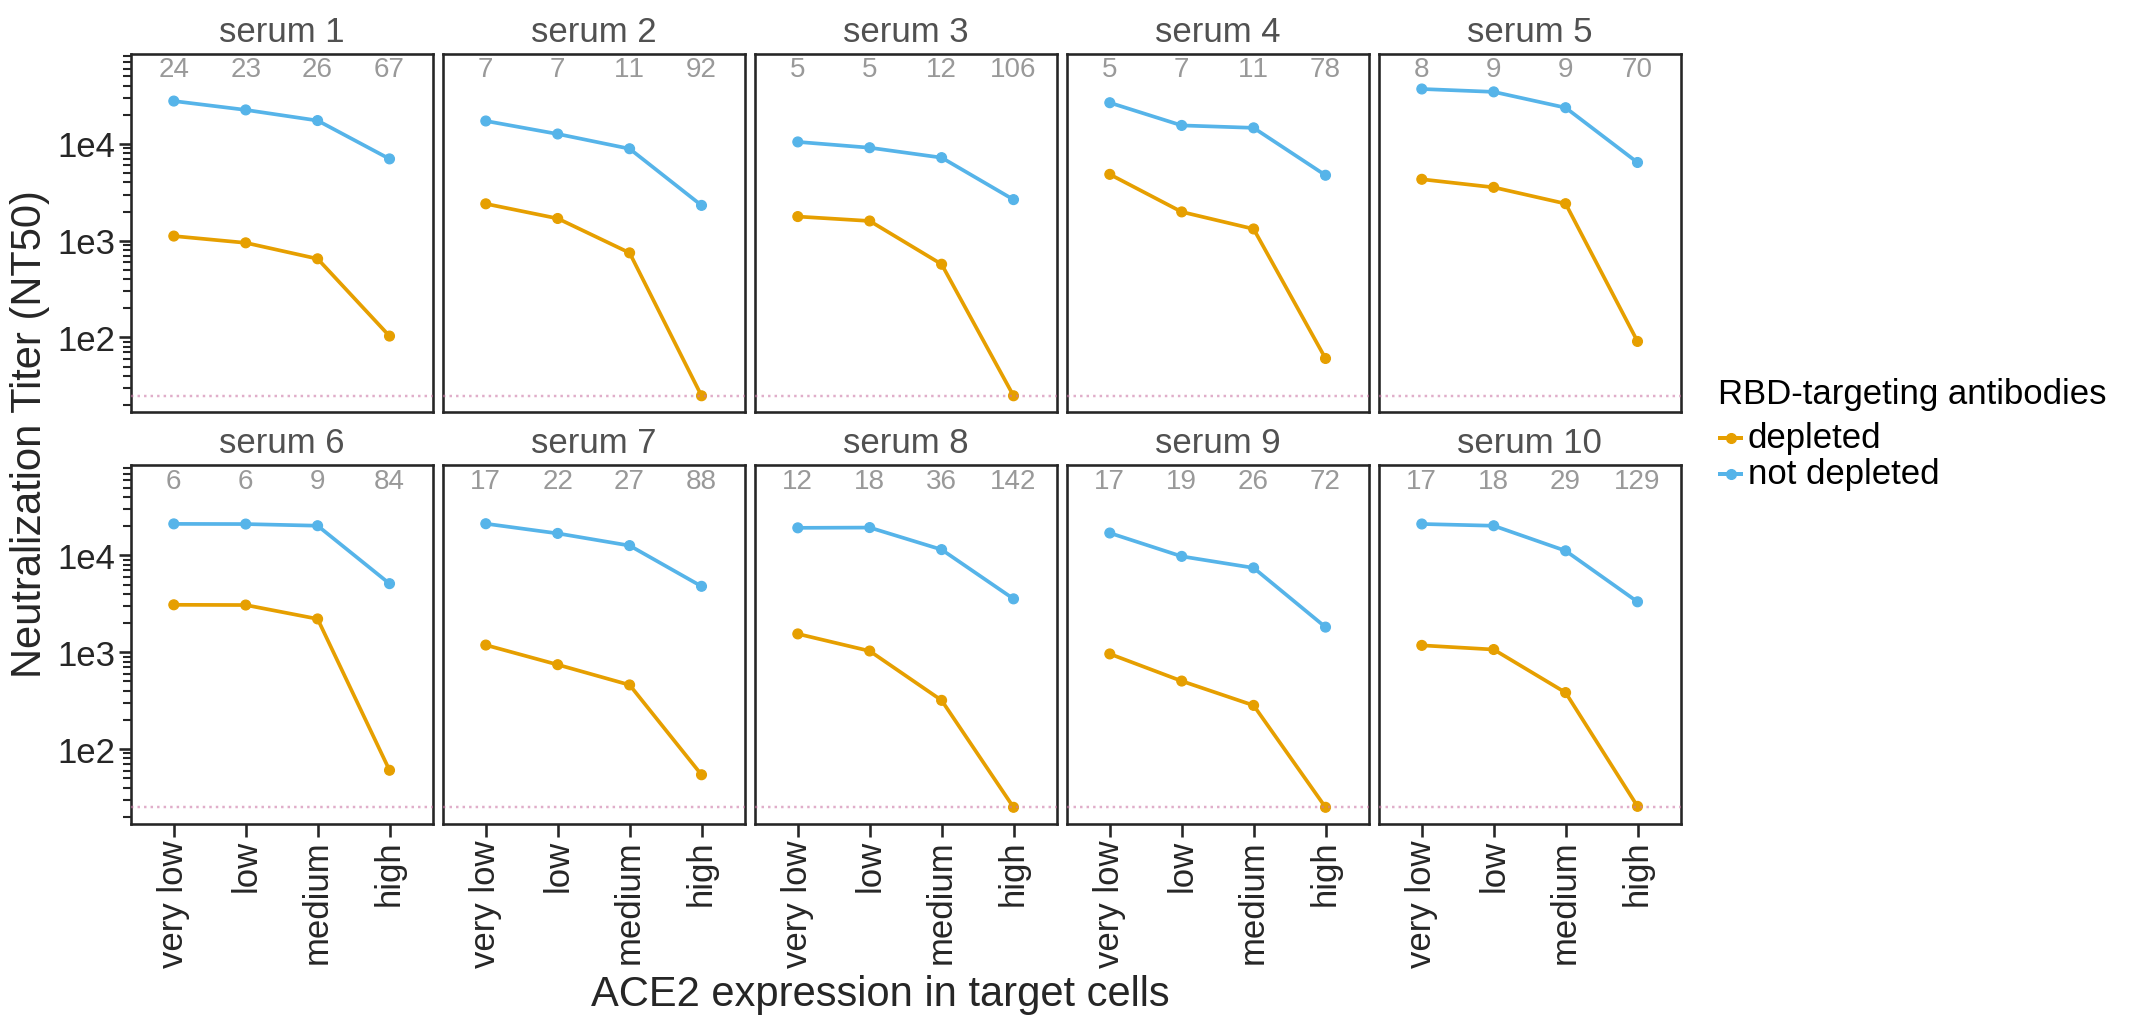 serum 1 serum 2 serum 3 serum 4 serum 5
24 23 26 67 7 7 11 92 5 5 12 106 5 7 11 78 8 9 9 70
1e4
1e3
1e2
Neutralization Titer (NT50)
serum 6 serum 7 serum 8 serum 9 serum 10
6 6 9 84 17 22 27 88 12 18 36 142 17 19 26 72 17 18 29 129
1e4
1e3
1e2
very low low medium high very low low medium high very low low medium high very low low medium high very low low medium high
ACE2 expression in target cells
RBD-targeting antibodies
depleted
not depleted